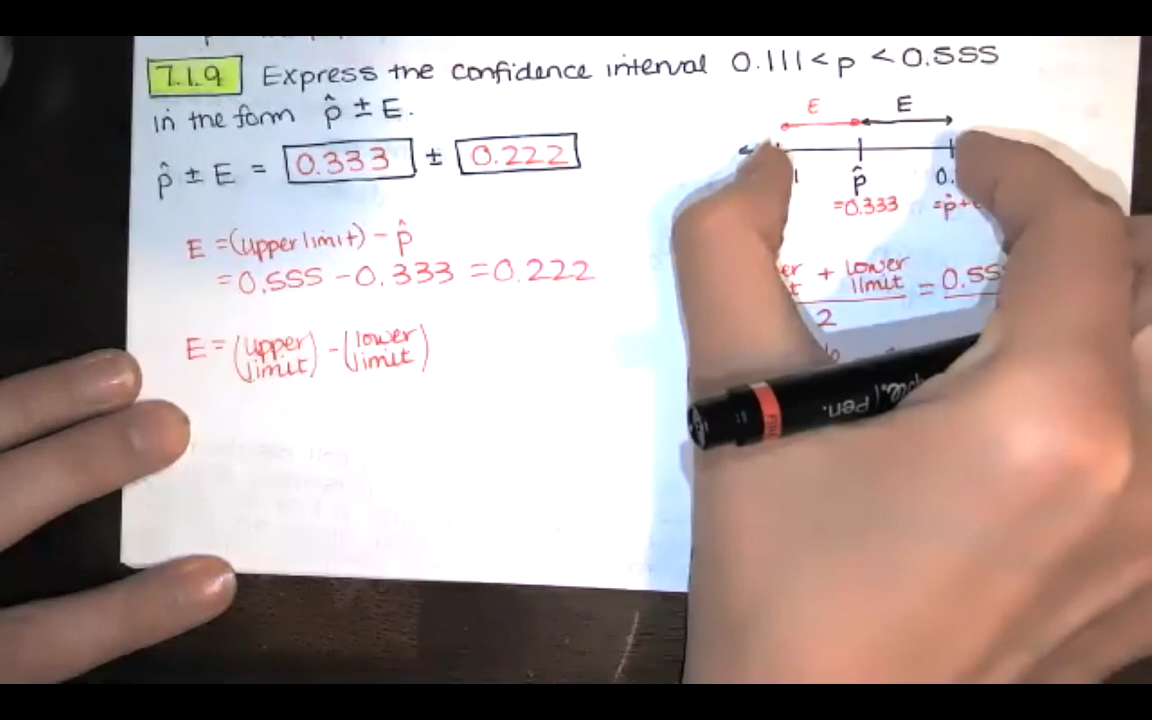 7.1.9 Express the confidence interval 0.111 < p < 0.555
in the form p̂ ± E.
p̂ ± E = 0.333 ± 0.222
E = (upper limit) - p̂
= 0.555 - 0.333 = 0.222
E = (upper limit) - (lower limit)
E E
p̂
=0.333
+ lower limit
2
= 0.55
Pen.